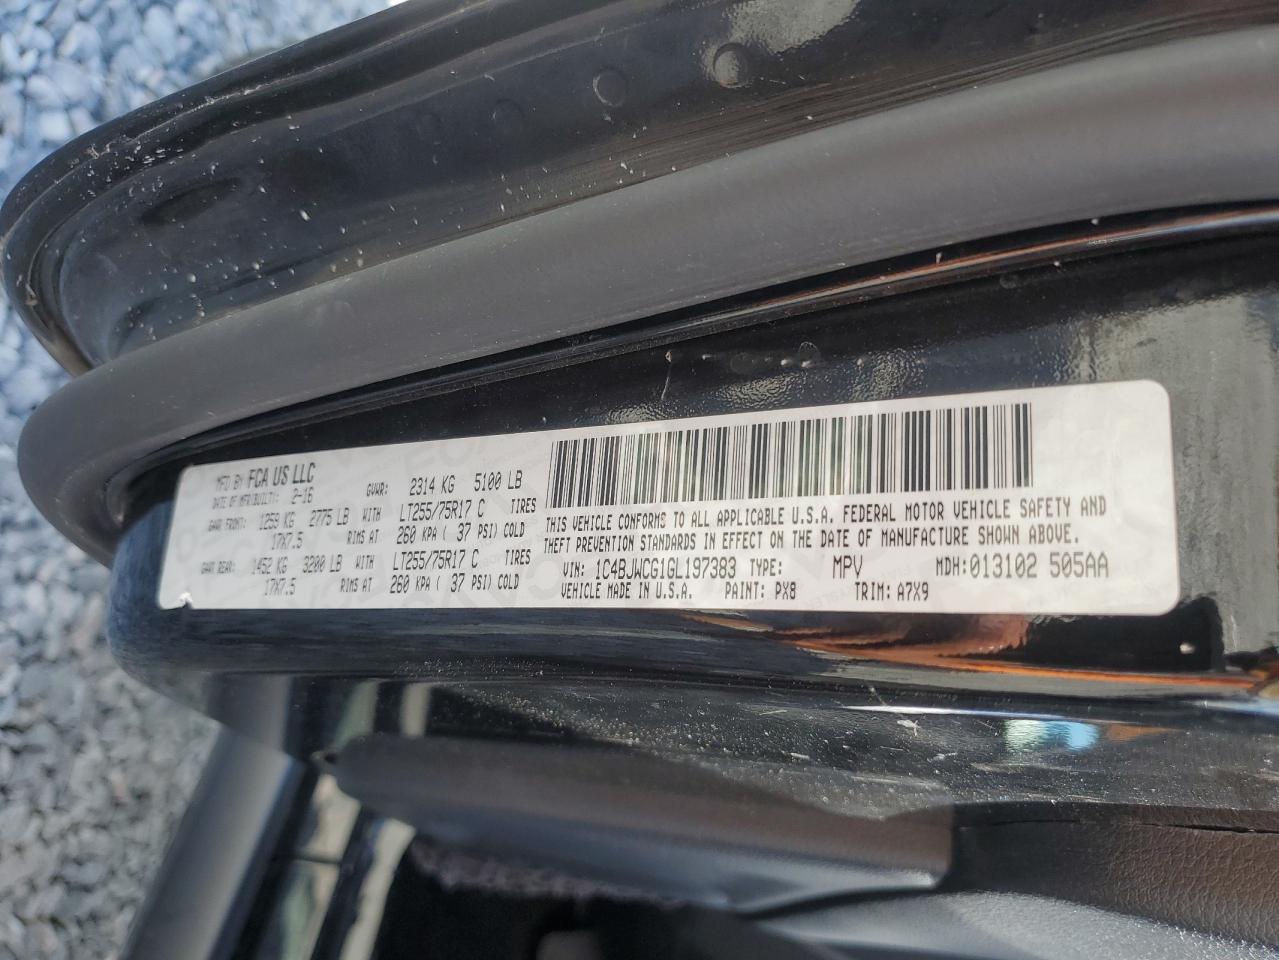 MFD BY FCA US LLC
DATE OF MFR(BUILT): 2-16 GVWR: 2314 KG 5100 LB
GAWR FRONT: 1259 KG 2775 LB WITH LT255/75R17 C TIRES
17X7.5 RIMS AT 260 KPA ( 37 PSI) COLD
GAWR REAR: 1452 KG 3200 LB WITH LT255/75R17 C TIRES
17X7.5 RIMS AT 260 KPA ( 37 PSI) COLD
THIS VEHICLE CONFORMS TO ALL APPLICABLE U.S.A. FEDERAL MOTOR VEHICLE SAFETY AND
THEFT PREVENTION STANDARDS IN EFFECT ON THE DATE OF MANUFACTURE SHOWN ABOVE.
VIN: 1C4BJWCG1GL197383 TYPE: MPV MDH:013102 505AA
VEHICLE MADE IN U.S.A. PAINT: PX8 TRIM: A7X9